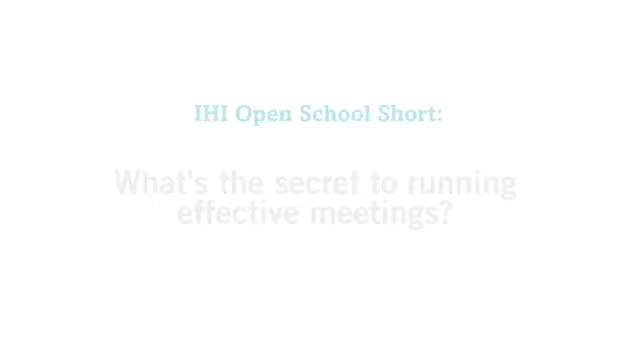 IHI Open School Short:
What's the secret to running
effective meetings?